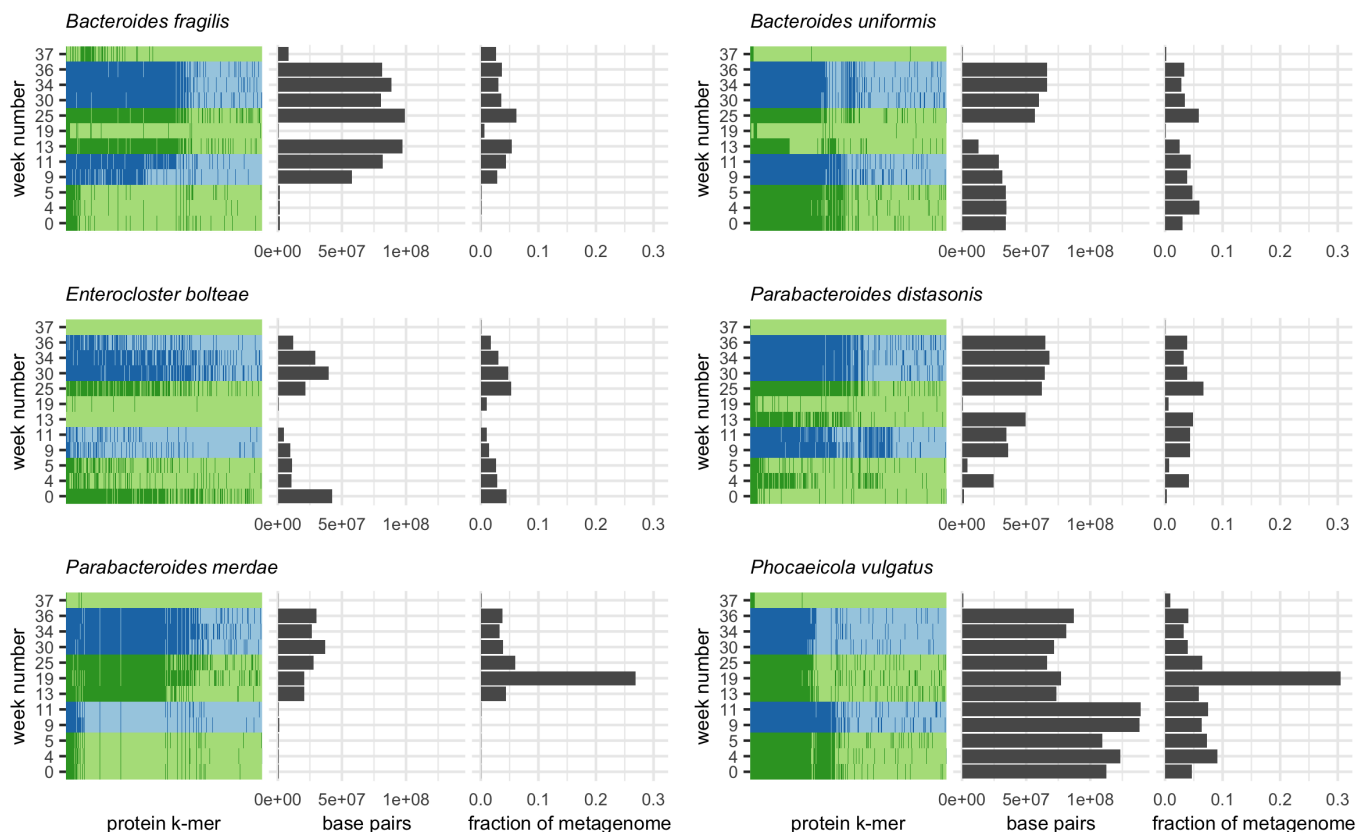 Bacteroides fragilis
week number
37
36
34
30
25
19
13
11
9
5
4
0
0e+00 5e+07 1e+08
0.0 0.1 0.2 0.3
Bacteroides uniformis
week number
37
36
34
30
25
19
13
11
9
5
4
0
0e+00 5e+07 1e+08
0.0 0.1 0.2 0.3
Enterocloster bolteae
week number
37
36
34
30
25
19
13
11
9
5
4
0
0e+00 5e+07 1e+08
0.0 0.1 0.2 0.3
Parabacteroides distasonis
week number
37
36
34
30
25
19
13
11
9
5
4
0
0e+00 5e+07 1e+08
0.0 0.1 0.2 0.3
Parabacteroides merdae
week number
37
36
34
30
25
19
13
11
9
5
4
0
0e+00 5e+07 1e+08
0.0 0.1 0.2 0.3
protein k-mer
base pairs
fraction of metagenome
Phocaeicola vulgatus
week number
37
36
34
30
25
19
13
11
9
5
4
0
0e+00 5e+07 1e+08
0.0 0.1 0.2 0.3
protein k-mer
base pairs
fraction of metagenome